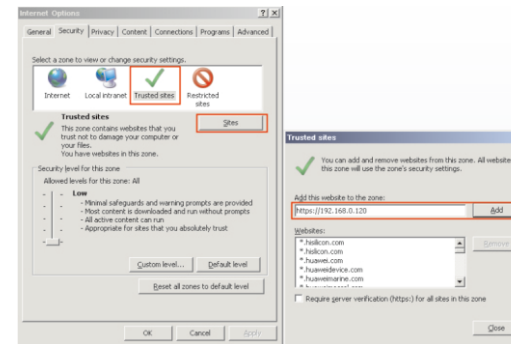 Internet Options
? ×
General Security Privacy Content Connections Programs Advanced
Select a zone to view or change security settings.
Internet
Local intranet
Trusted sites
Restricted
sites
Trusted sites
This zone contains websites that you
trust not to damage your computer or
your files.
You have websites in this zone.
Sites
Security level for this zone
Allowed levels for this zone: All
Low
- Minimal safeguards and warning prompts are provided
- Most content is downloaded and run without prompts
- All active content can run
- Appropriate for sites that you absolutely trust
Custom level...
Default level
Reset all zones to default level
OK
Cancel
Apply
Trusted sites
You can add and remove websites from this zone. All website
this zone will use the zone's security settings.
Add this website to the zone:
https://192.168.0.120
Add
Websites:
*.hisilicon.com
*.hisilicon.com
*.huawei.com
*.huaweidevice.com
*.huaweimarine.com
Remove
Require server verification (https:) for all sites in this zone
Close